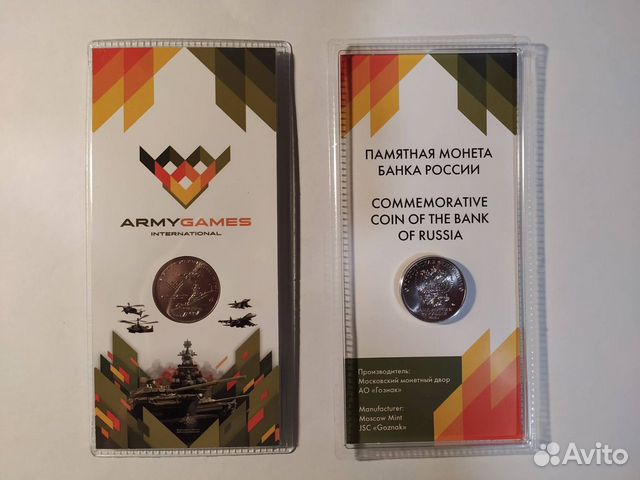 ARMYGAMES
INTERNATIONAL
ПАМЯТНАЯ МОНЕТА
БАНКА РОССИИ
COMMEMORATIVE
COIN OF THE BANK
OF RUSSIA
Производитель:
Московский монетный двор
АО «Гознак»
Manufacturer:
Moscow Mint
JSC «Goznak»
Avito